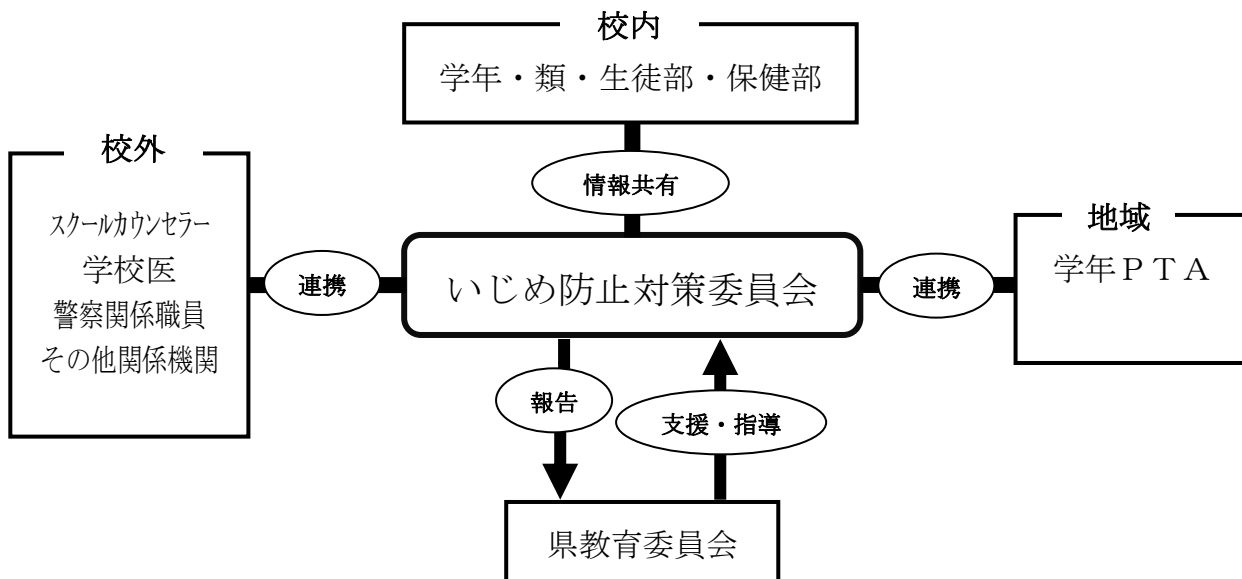 校内
学年・類・生徒部・保健部
校外
スクールカウンセラー
学校医
警察関係職員
その他関係機関
情報共有
連携
いじめ防止対策委員会
連携
地域
学年ＰＴＡ
報告
支援・指導
県教育委員会